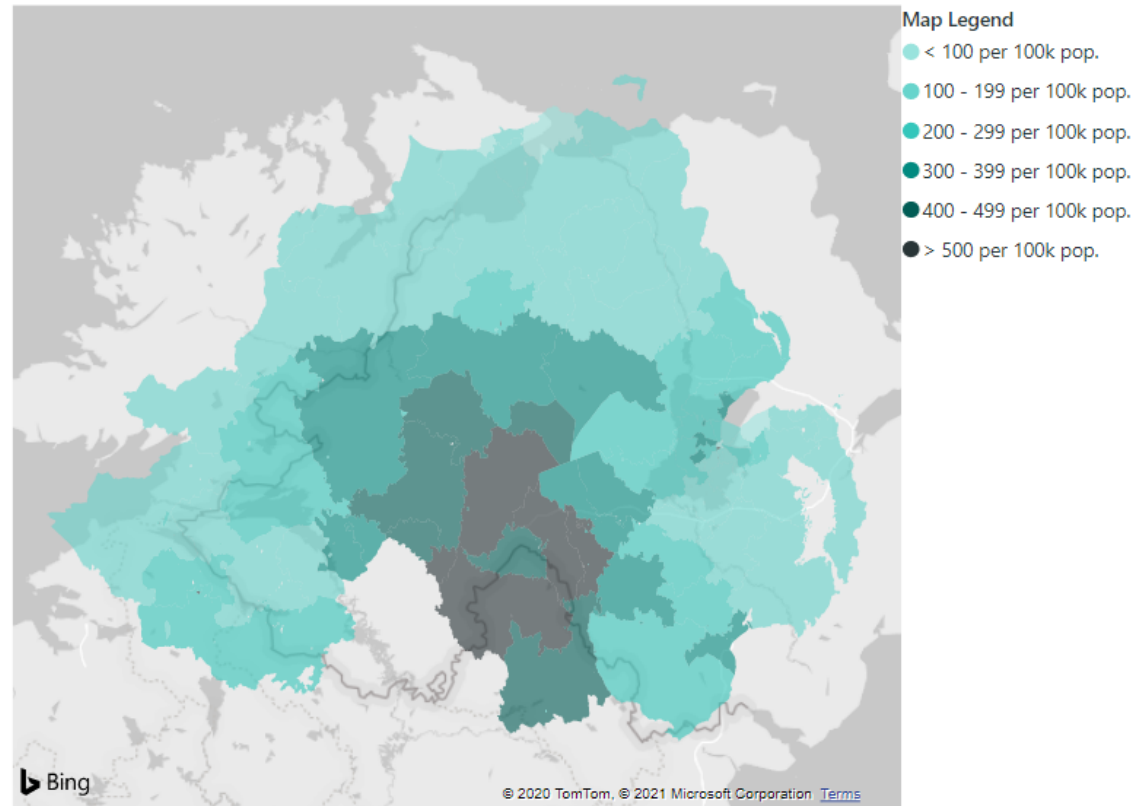 Map Legend
< 100 per 100k pop.
100 - 199 per 100k pop.
200 - 299 per 100k pop.
300 - 399 per 100k pop.
400 - 499 per 100k pop.
> 500 per 100k pop.
Bing
© 2020 TomTom, © 2021 Microsoft Corporation Terms